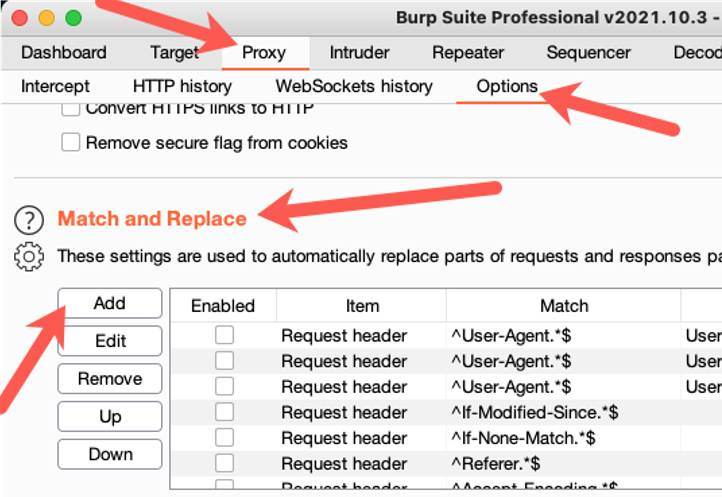 Burp Suite Professional v2021.10.3 -
Dashboard Target Proxy Intruder Repeater Sequencer Decod
Intercept HTTP history WebSockets history Options
Convert HTTPS links to HTTP
Remove secure flag from cookies
? Match and Replace
These settings are used to automatically replace parts of requests and responses pa
Add Enabled Item Match
Request header ^User-Agent.*$ User
Edit Request header ^User-Agent.*$ User
Remove Request header ^User-Agent.*$ User
Up Request header ^If-Modified-Since.*$
Request header ^If-None-Match.*$
Down Request header ^Referer.*$
Request header ^Accept-Encoding.*$